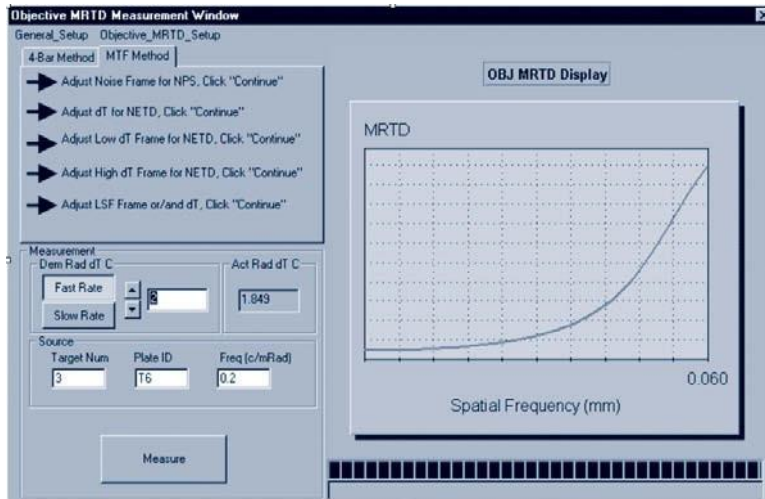 Objective MRTD Measurement Window
General_Setup Objective_MRTD_Setup
4-Bar Method MTF Method
Adjust Noise Frame for NPS, Click "Continue"
Adjust dT for NETD, Click "Continue"
Adjust Low dT Frame for NETD, Click "Continue"
Adjust High dT Frame for NETD, Click "Continue"
Adjust LSF Frame or/and dT, Click "Continue"
Measurement
Dem Rad dT C
Fast Rate
Slow Rate
2
Act Rad dT C
1.849
Source
Target Num Plate ID Freq (c/mRad)
3 T6 0.2
Measure
OBJ MRTD Display
MRTD
0.060
Spatial Frequency (mm)